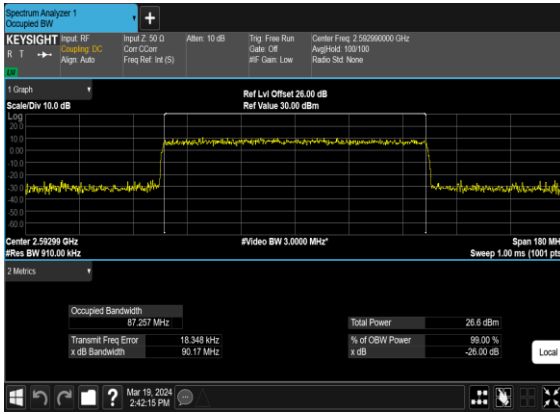 Spectrum Analyzer 1
Occupied BW
KEYSIGHT
R T
LXI
Input: RF
Coupling: DC
Align: Auto
Input Z: 50 Ω
Corr CCorr
Freq Ref: Int (S)
Atten: 10 dB
Trig: Free Run
Gate: Off
#IF Gain: Low
Center Freq: 2.592990000 GHz
Avg|Hold: 100/100
Radio Std: None
1 Graph
Scale/Div 10.0 dB
Ref Lvl Offset 26.00 dB
Ref Value 30.00 dBm
Log
20.0
10.0
0.00
-10.0
-20.0
-30.0
-40.0
-50.0
-60.0
Center 2.59299 GHz
#Res BW 910.00 kHz
#Video BW 3.0000 MHz*
Span 180 MH
Sweep 1.00 ms (1001 pts
2 Metrics
Occupied Bandwidth
87.257 MHz
Total Power 26.6 dBm
Transmit Freq Error 18.348 kHz
% of OBW Power 99.00 %
x dB Bandwidth 90.17 MHz
x dB -26.00 dB
Local
?
Mar 19, 2024
2:42:15 PM